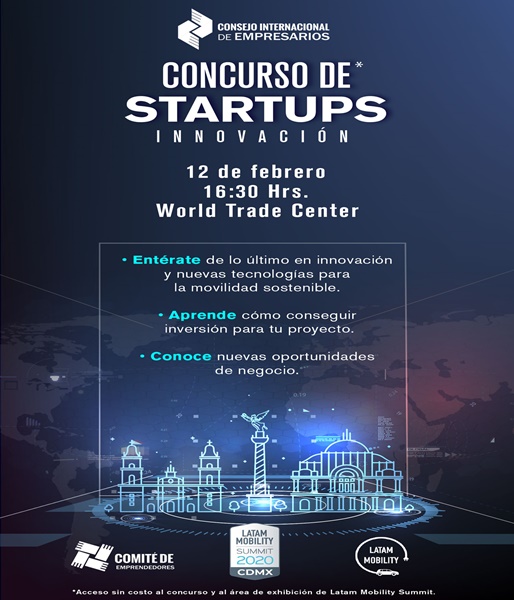 CONSEJO INTERNACIONAL
DE EMPRESARIOS
CONCURSO DE*
STARTUPS
INNOVACIÓN
12 de febrero
16:30 Hrs.
World Trade Center
• Entérate de lo último en innovación
y nuevas tecnologías para
la movilidad sostenible.
• Aprende cómo conseguir
inversión para tu proyecto.
• Conoce nuevas oportunidades
de negocio.
COMITÉ DE
EMPRENDEDORES
LATAM
MOBILITY
SUMMIT
2020
CDMX
LATAM
MOBILITY
*Acceso sin costo al concurso y al área de exhibición de Latam Mobility Summit.